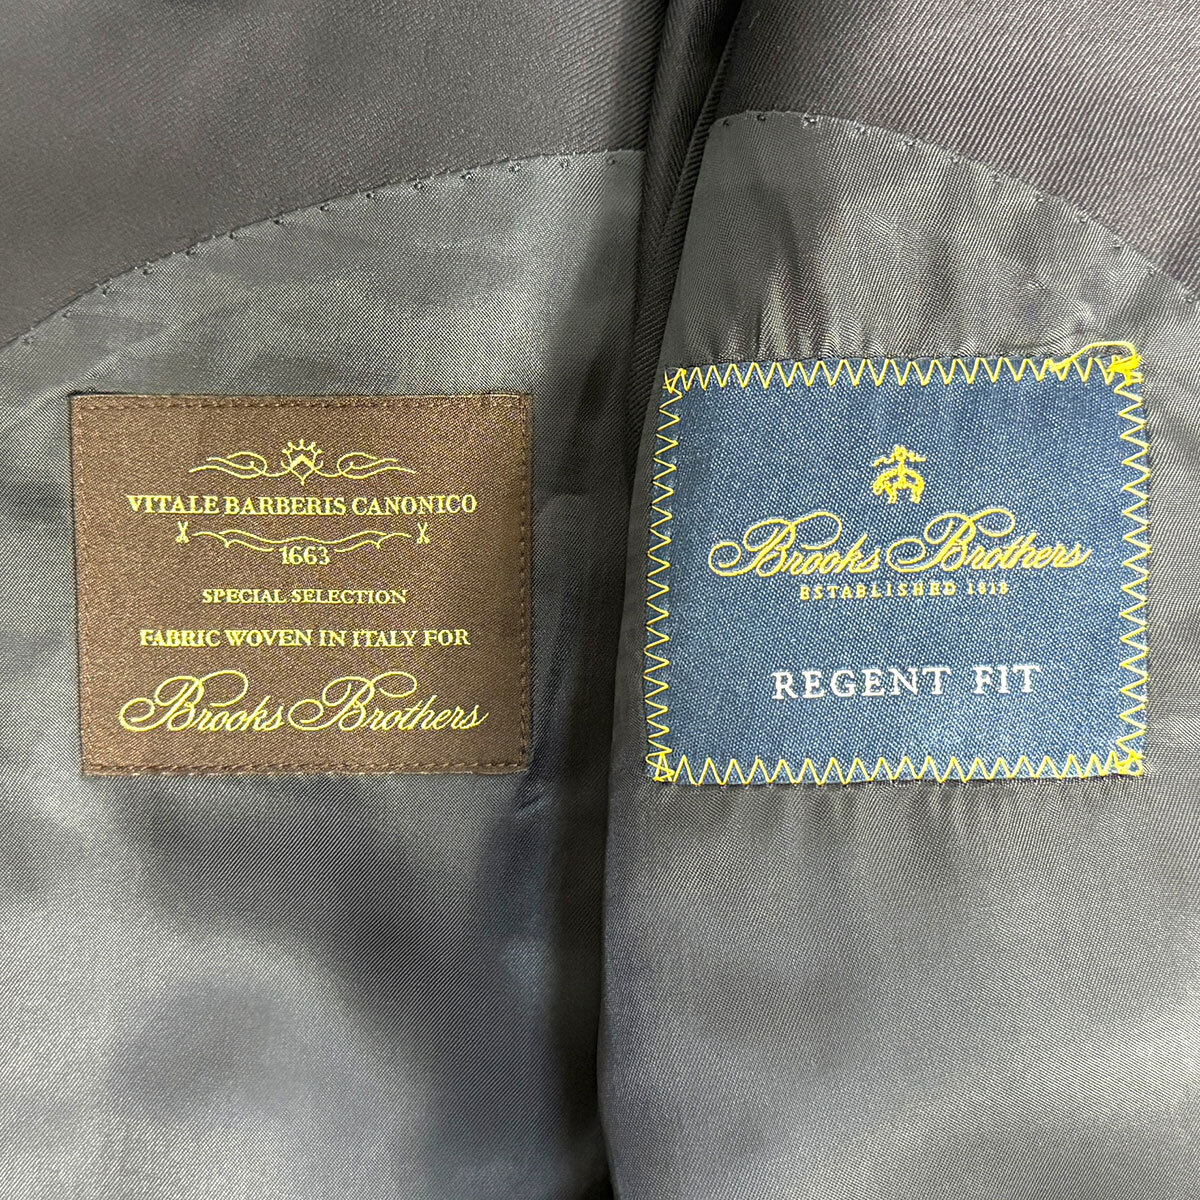 VITALE BARBERIS CANONICO
1663
SPECIAL SELECTION
FABRIC WOVEN IN ITALY FOR
Brooks Brothers
Brooks Brothers
ESTABLISHED 1818
REGENT FIT